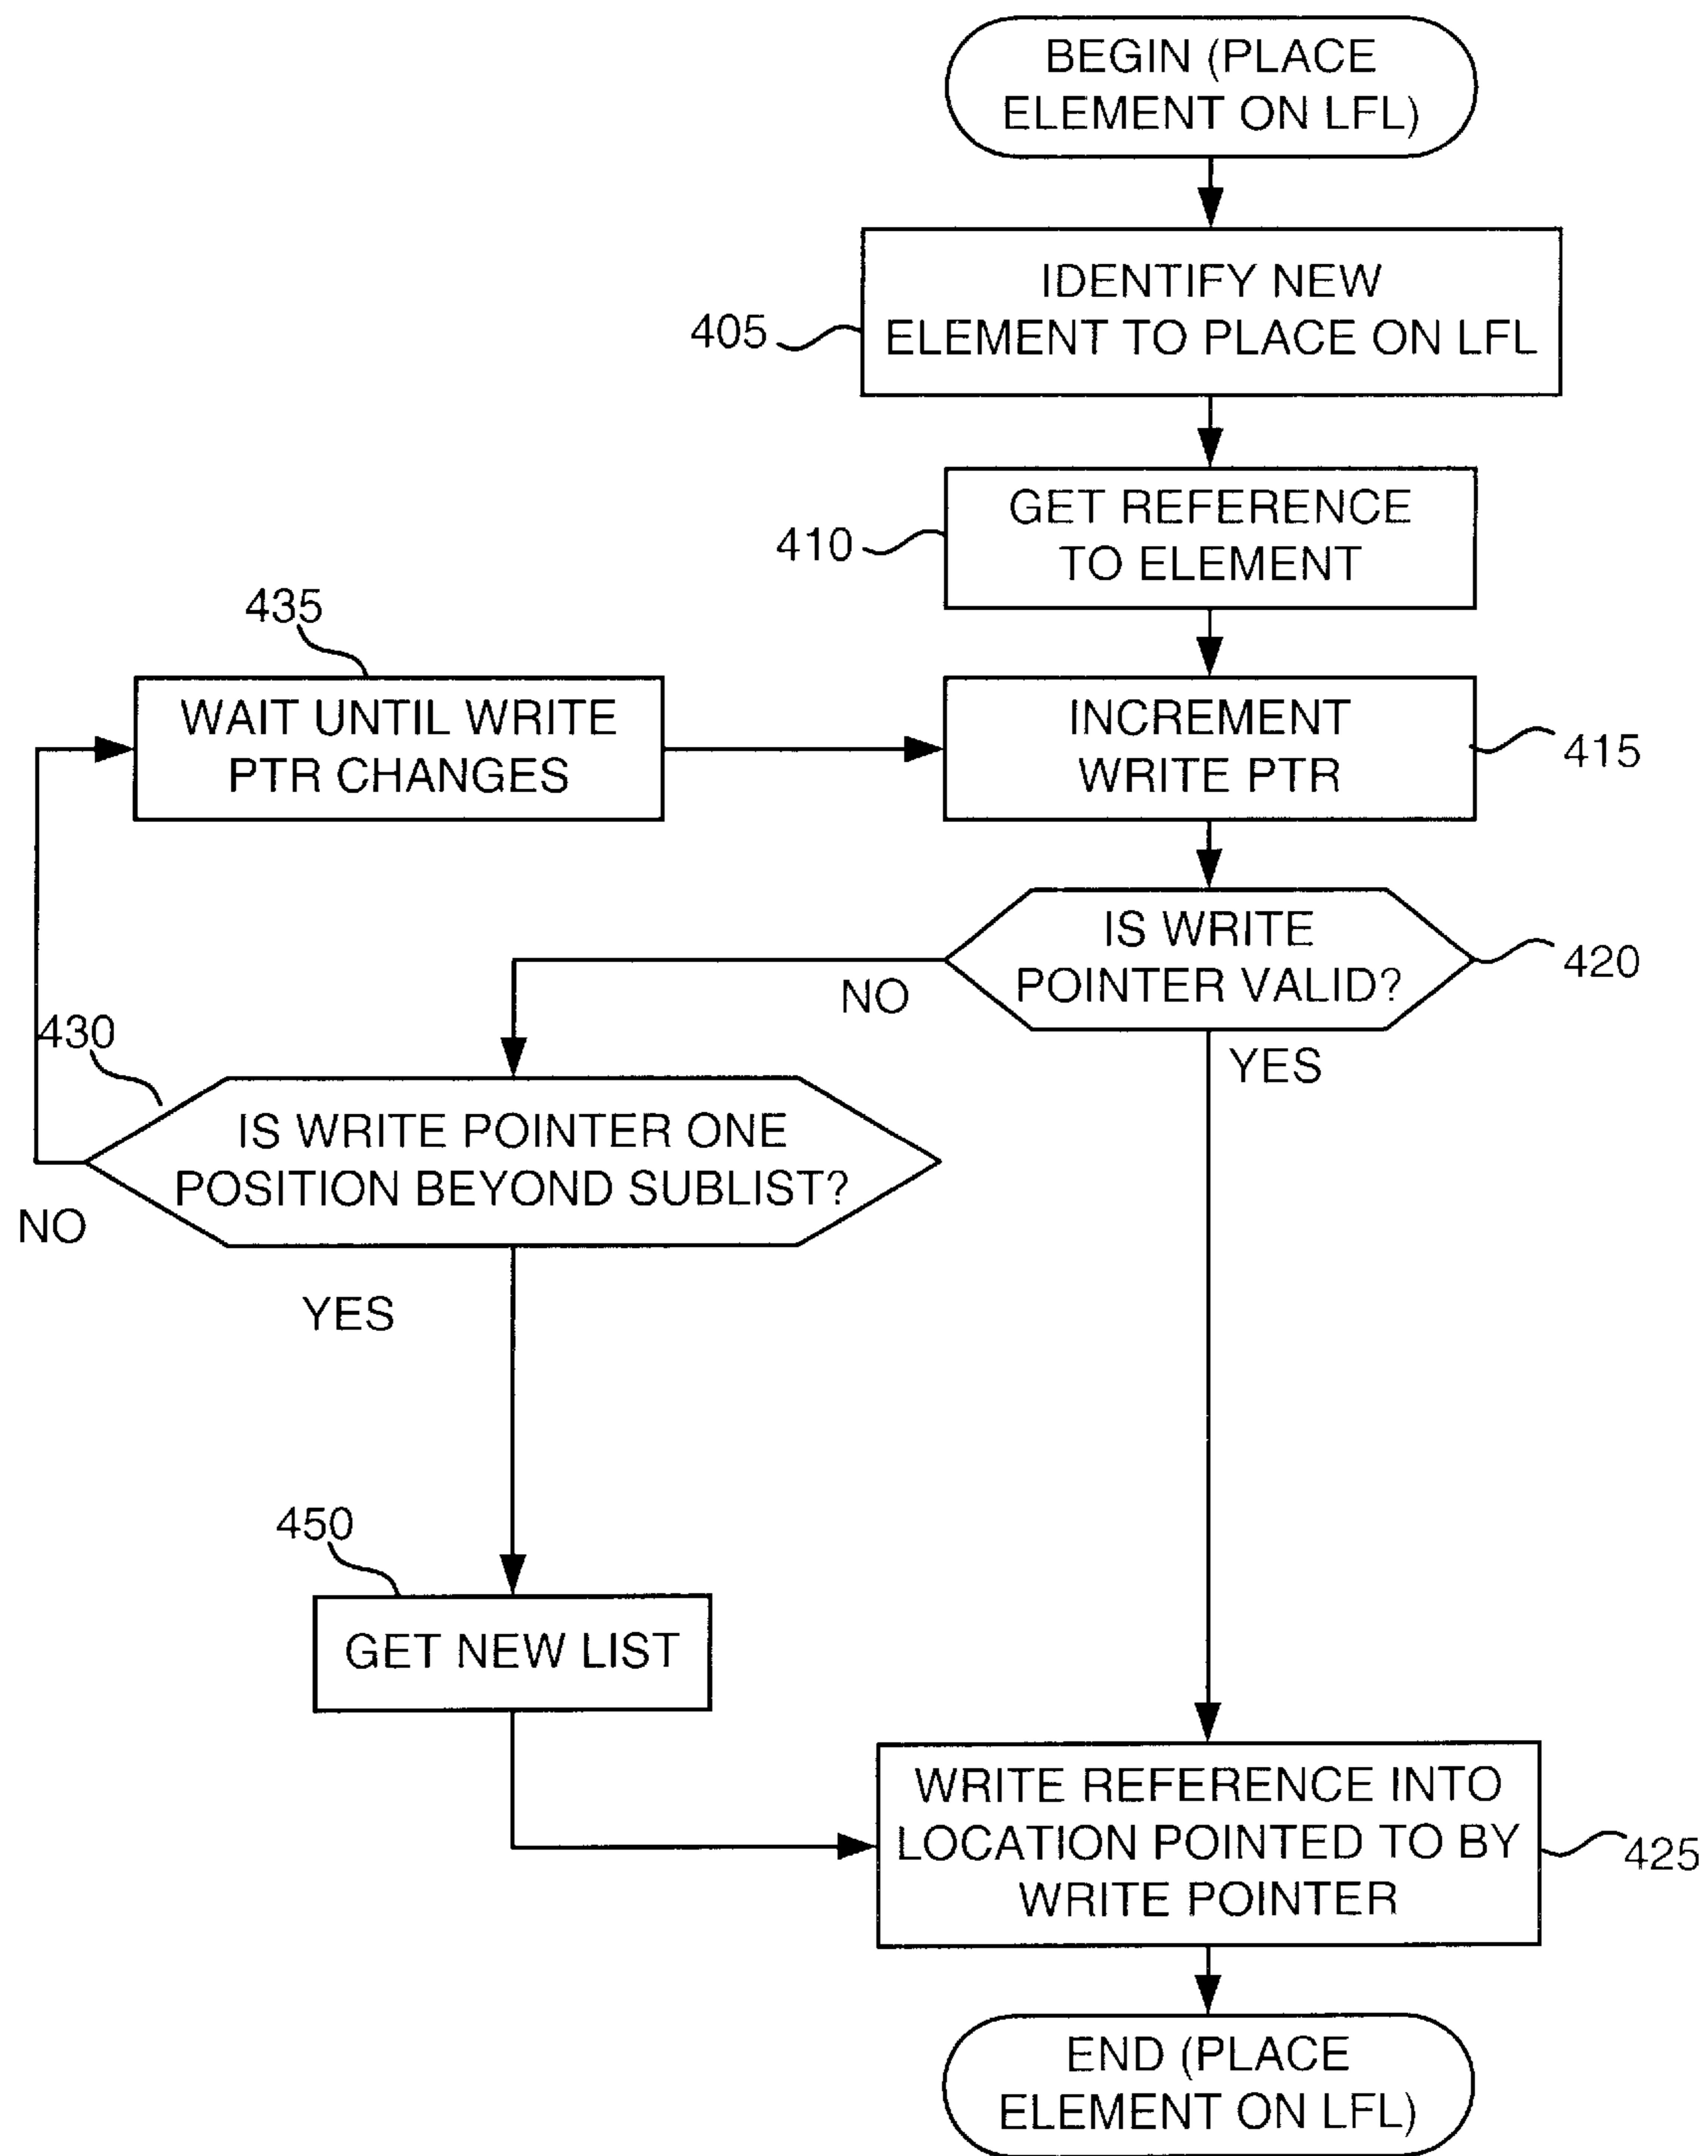 BEGIN (PLACE
ELEMENT ON LFL)
IDENTIFY NEW
ELEMENT TO PLACE ON LFL
405
GET REFERENCE
TO ELEMENT
410
435
WAIT UNTIL WRITE
PTR CHANGES
INCREMENT
WRITE PTR
415
IS WRITE
POINTER VALID?
420
NO
YES
430
IS WRITE POINTER ONE
POSITION BEYOND SUBLIST?
NO
YES
450
GET NEW LIST
WRITE REFERENCE INTO
LOCATION POINTED TO BY
WRITE POINTER
425
END (PLACE
ELEMENT ON LFL)